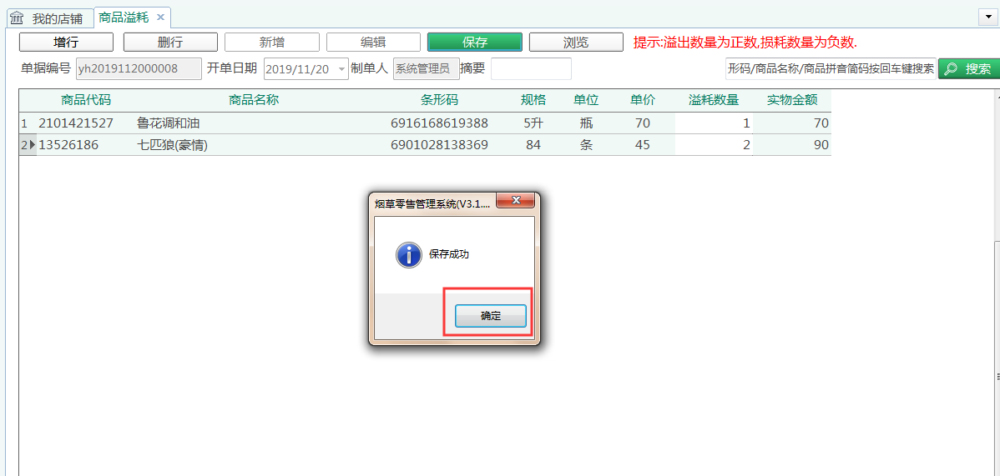 我的店铺 商品溢耗
增行 删行 新增 编辑 保存 浏览 提示:溢出数量为正数,损耗数量为负数.
单据编号 yh2019112000008 开单日期 2019/11/20 制单人 系统管理员 摘要 形码/商品名称/商品拼音简码按回车键搜索 搜索
商品代码 商品名称 条形码 规格 单位 单价 溢耗数量 实物金额
1 2101421527 鲁花调和油 6916168619388 5升 瓶 70 1 70
2 13526186 七匹狼(豪情) 6901028138369 84 条 45 2 90
烟草零售管理系统(V3.1....
保存成功
确定